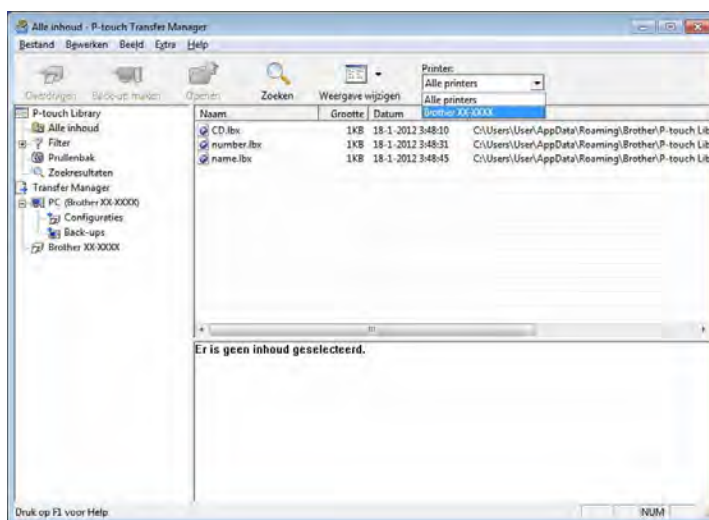 Alle inhoud - P-touch Transfer Manager
Bestand Bewerken Beeld Extra Help
Overdragen Back-up maken Openen Zoeken Weergave wijzigen
Printer:
Alle printers
Alle printers
Brother XX-XXXX
P-touch Library
Alle inhoud
Filter
Prullenbak
Zoekresultaten
Transfer Manager
PC (Brother XX-XXXX)
Configuraties
Back-ups
Brother XX-XXXX
Naam Grootte Datum
CD.lbx 1KB 18-1-2012 3:48:10 C:\Users\User\AppData\Roaming\Brother\P-touch Lib
number.lbx 1KB 18-1-2012 3:48:31 C:\Users\User\AppData\Roaming\Brother\P-touch Lib
name.lbx 1KB 18-1-2012 3:48:45 C:\Users\User\AppData\Roaming\Brother\P-touch Lib
Er is geen inhoud geselecteerd.
Druk op F1 voor Help
NUM